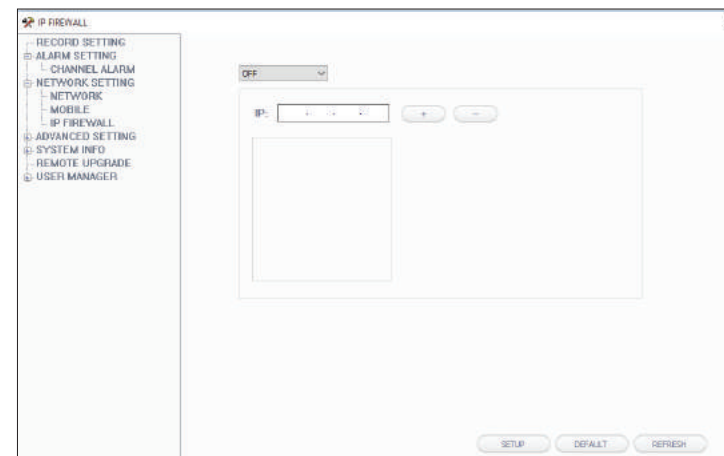 IP FIREWALL
RECORD SETTING
ALARM SETTING
CHANNEL ALARM
NETWORK SETTING
NETWORK
MOBILE
IP FIREWALL
ADVANCED SETTING
SYSTEM INFO
REMOTE UPGRADE
USER MANAGER
OFF
IP: . . . + -
SETUP DEFAULT REFRESH